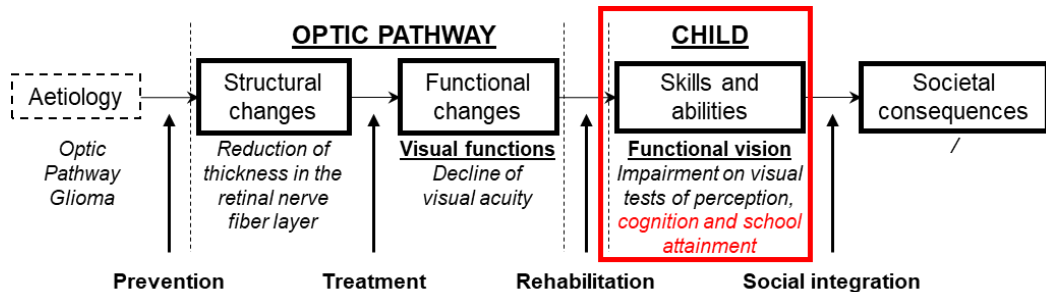 OPTIC PATHWAY
CHILD
Aetiology
Structural
changes
Functional
changes
Skills and
abilities
Societal
consequences
Optic
Pathway
Glioma
Reduction of
thickness in the
retinal nerve
fiber layer
Visual functions
Decline of
visual acuity
Functional vision
Impairment on visual
tests of perception,
cognition and school
attainment
/
Prevention
Treatment
Rehabilitation
Social integration